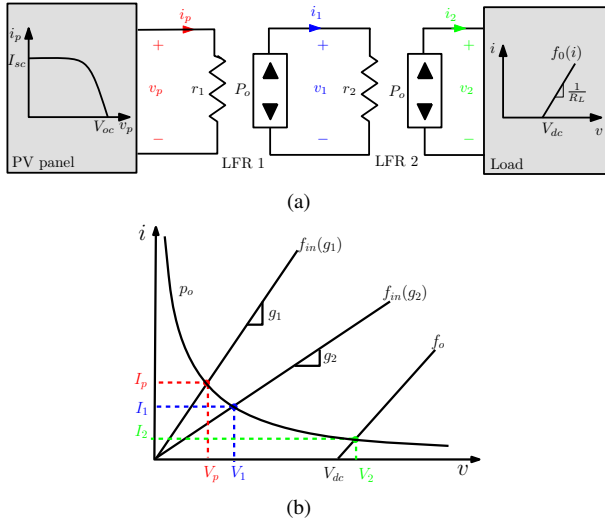 i_p
I_sc
V_oc v_p
PV panel
i_p
+
v_p
−
r_1
LFR 1
P_o
i_1
+
v_1
−
r_2
LFR 2
P_o
i_2
+
v_2
−
i
f_0(i)
1/R_L
V_dc
v
Load
(a)
i
p_o
f_in(g_1)
g_1
f_in(g_2)
g_2
f_o
I_p
I_1
I_2
V_p
V_1
V_dc
V_2
v
(b)